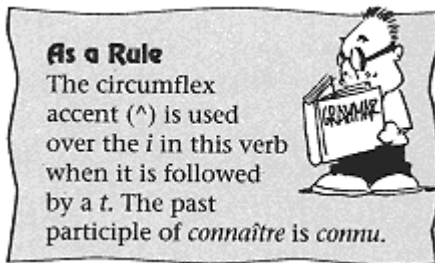 As a Rule
The circumflex
accent (^) is used
over the i in this verb
when it is followed
by a t. The past
participle of connaître is connu.
GRAMMAR